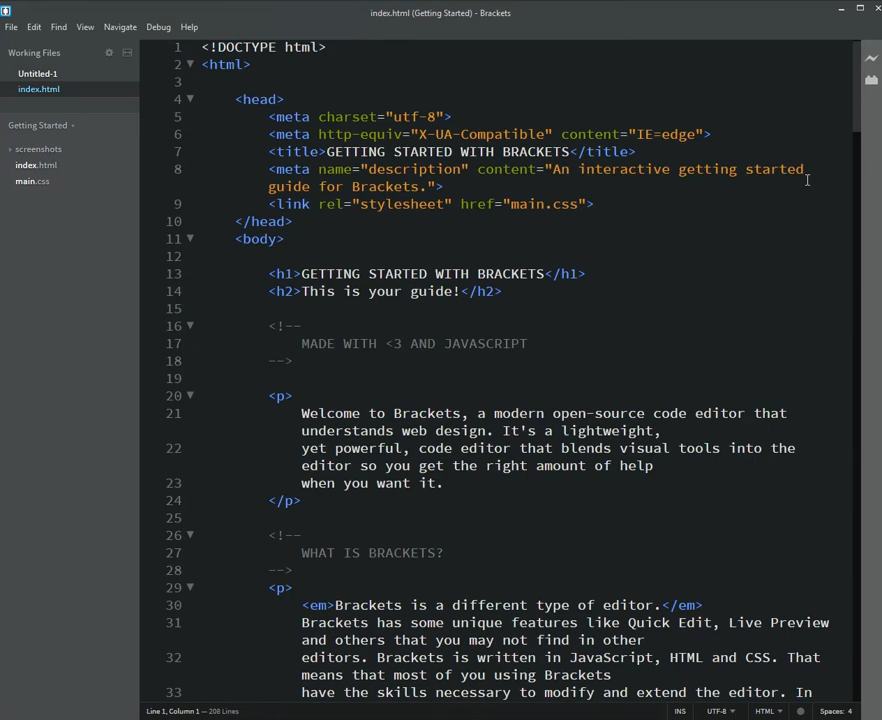 index.html (Getting Started) - Brackets
File Edit Find View Navigate Debug Help
Working Files
Untitled-1
index.html
Getting Started
screenshots
index.html
main.css
1 <!DOCTYPE html>
2 <html>
3
4 <head>
5 <meta charset="utf-8">
6 <meta http-equiv="X-UA-Compatible" content="IE=edge">
7 <title>GETTING STARTED WITH BRACKETS</title>
8 <meta name="description" content="An interactive getting started
guide for Brackets.">
9 <link rel="stylesheet" href="main.css">
10 </head>
11 <body>
12
13 <h1>GETTING STARTED WITH BRACKETS</h1>
14 <h2>This is your guide!</h2>
15
16 <!--
17 MADE WITH <3 AND JAVASCRIPT
18 -->
19
20 <p>
21 Welcome to Brackets, a modern open-source code editor that
understands web design. It's a lightweight,
22 yet powerful, code editor that blends visual tools into the
editor so you get the right amount of help
23 when you want it.
24 </p>
25
26 <!--
27 WHAT IS BRACKETS?
28 -->
29 <p>
30 <em>Brackets is a different type of editor.</em>
31 Brackets has some unique features like Quick Edit, Live Preview
and others that you may not find in other
32 editors. Brackets is written in JavaScript, HTML and CSS. That
means that most of you using Brackets
33 have the skills necessary to modify and extend the editor. In
Line 1, Column 1 — 208 Lines
INS UTF-8 HTML Spaces: 4